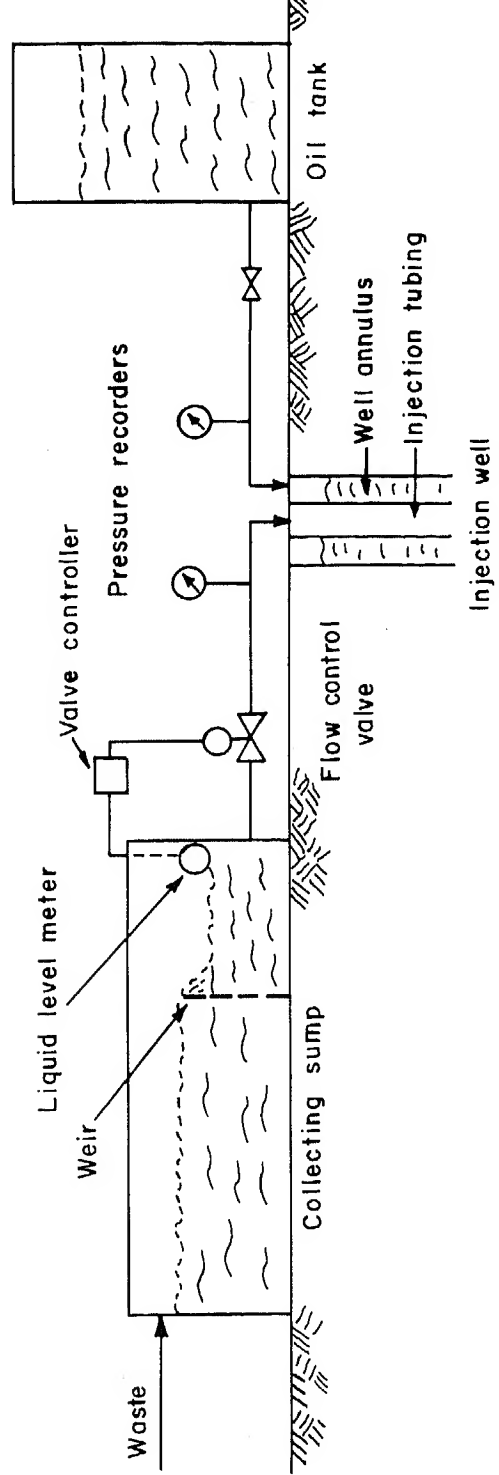 Waste
Weir
Liquid level meter
Valve controller
Pressure recorders
Collecting sump
Flow control
valve
Well annulus
Injection tubing
Injection well
Oil tank